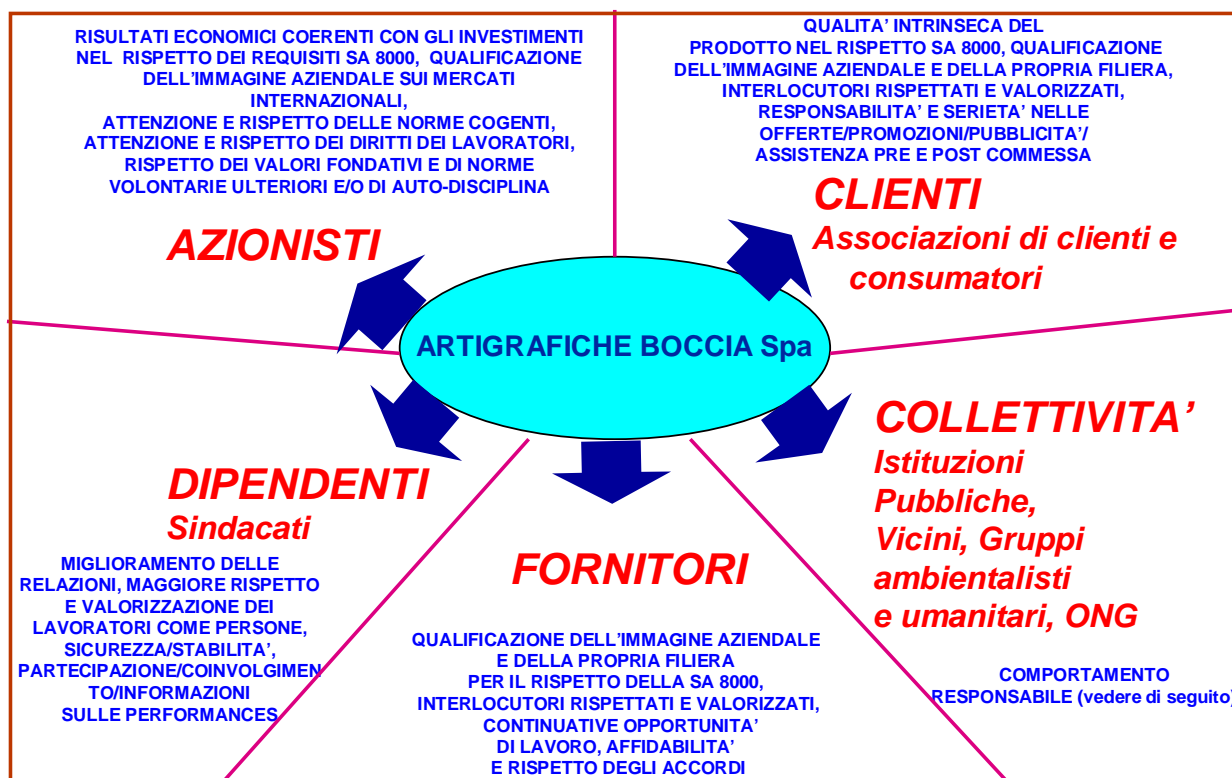 RISULTATI ECONOMICI COERENTI CON GLI INVESTIMENTI
NEL RISPETTO DEI REQUISITI SA 8000, QUALIFICAZIONE
DELL'IMMAGINE AZIENDALE SUI MERCATI
INTERNAZIONALI,
ATTENZIONE E RISPETTO DELLE NORME COGENTI,
ATTENZIONE E RISPETTO DEI DIRITTI DEI LAVORATORI,
RISPETTO DEI VALORI FONDATIVI E DI NORME
VOLONTARIE ULTERIORI E/O DI AUTO-DISCIPLINA
AZIONISTI
QUALITA' INTRINSECA DEL
PRODOTTO NEL RISPETTO SA 8000, QUALIFICAZIONE
DELL'IMMAGINE AZIENDALE E DELLA PROPRIA FILIERA,
INTERLOCUTORI RISPETTATI E VALORIZZATI,
RESPONSABILITA' E SERIETA' NELLE
OFFERTE/PROMOZIONI/PUBBLICITA'/
ASSISTENZA PRE E POST COMMESSA
CLIENTI
Associazioni di clienti e
consumatori
ARTIGRAFICHE BOCCIA Spa
DIPENDENTI
Sindacati
MIGLIORAMENTO DELLE
RELAZIONI, MAGGIORE RISPETTO
E VALORIZZAZIONE DEI
LAVORATORI COME PERSONE,
SICUREZZA/STABILITA',
PARTECIPAZIONE/COINVOLGIMEN
TO/INFORMAZIONI
SULLE PERFORMANCES
FORNITORI
QUALIFICAZIONE DELL'IMMAGINE AZIENDALE
E DELLA PROPRIA FILIERA
PER IL RISPETTO DELLA SA 8000,
INTERLOCUTORI RISPETTATI E VALORIZZATI,
CONTINUATIVE OPPORTUNITA'
DI LAVORO, AFFIDABILITA'
E RISPETTO DEGLI ACCORDI
COLLETTIVITA'
Istituzioni
Pubbliche,
Vicini, Gruppi
ambientalisti
e umanitari, ONG
COMPORTAMENTO
RESPONSABILE (vedere di seguito)